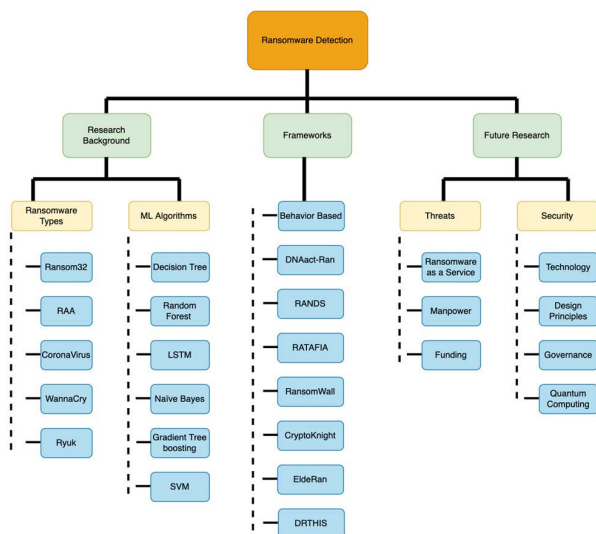 Ransomware Detection
Research
Background
Frameworks
Future Research
Ransomware
Types
ML Algorithms
Behavior Based
Threats
Security
Ransom32
Decision Tree
DNAact-Ran
Ransomware
as a Service
Technology
RAA
Random
Forest
RANDS
Manpower
Design
Principles
CoronaVirus
LSTM
RATAFIA
Funding
Governance
WannaCry
Naïve Bayes
RansomWall
Quantum
Computing
Ryuk
Gradient Tree
boosting
CryptoKnight
SVM
EldeRan
DRTHIS